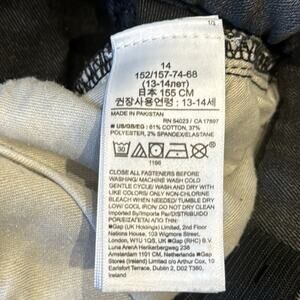 14
152/157-74-68
(13-14лет)
日本 155 CM
권장사용연령 : 13-14세
MADE IN PAKISTAN
RN 54023 / CA 17897
■ US/GB/EG : 61% COTTON, 37%
POLYESTER, 2% SPANDEX/ELASTANE
30
1196
CLOSE ALL FASTENERS BEFORE
WASHING/ MACHINE WASH COLD
GENTLE CYCLE/ WASH AND DRY WITH
LIKE COLORS/ ONLY NON-CHLORINE
BLEACH WHEN NEEDED/ TUMBLE DRY
LOW/ COOL IRON/ DO NOT DRY CLEAN
Imported by/Importe Par/DISTRIBUIDO
POR/ÉΙΣΑΓΕΤΑΙ ΑΠΟ
■Gap (UK Holdings) Limited, 2nd Floor
Nations House, 103 Wigmore Street,
London, W1U 1QS, UK ■Gap (RHC) B.V.
Luna ArenA Herikerbergweg 238
Amsterdam 1101 CM, Netherlands ■Gap
Stores (Ireland) Limited c/o Arthur Cox, 10
Earlsfort Terrace, Dublin 2, D02 T380,
Ireland